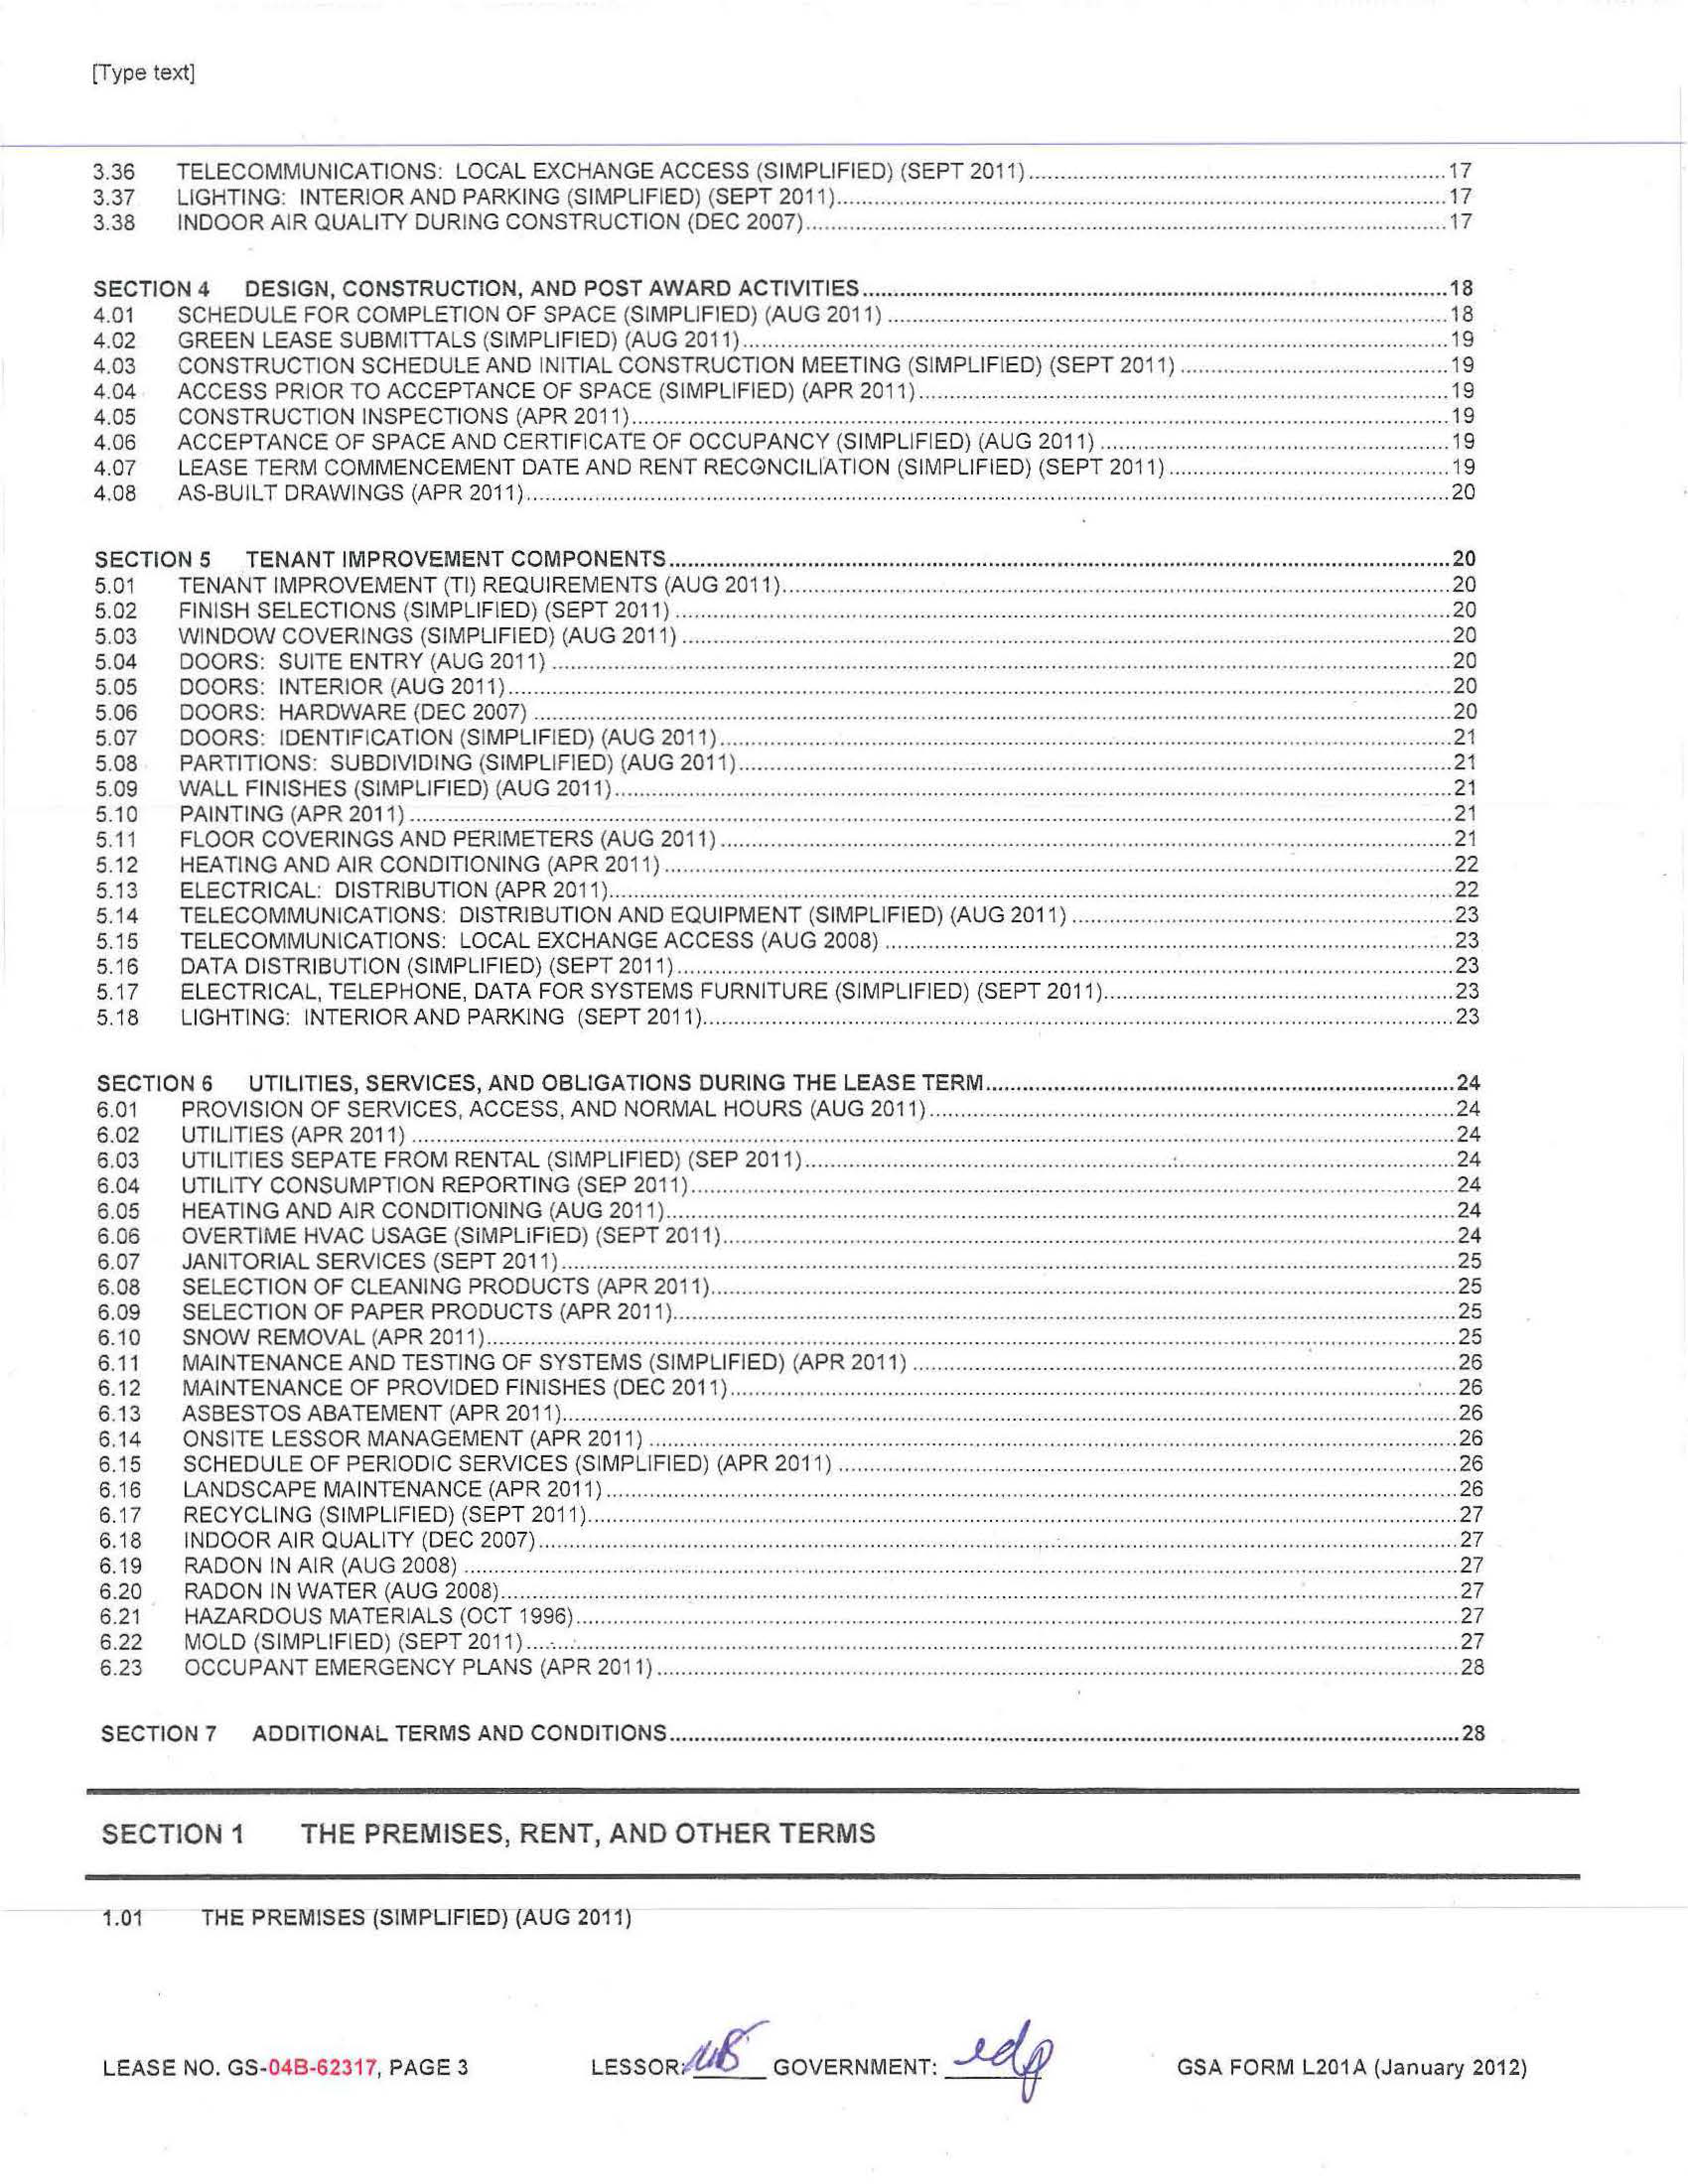 [Type text]
3.36 TELECOMMUNICATIONS: LOCAL EXCHANGE ACCESS (SIMPLIFIED) (SEPT 2011) 17
3.37 LIGHTING: INTERIOR AND PARKING (SIMPLIFIED) (SEPT 2011) 17
3.38 INDOOR AIR QUALITY DURING CONSTRUCTION (DEC 2007) 17
SECTION 4 DESIGN, CONSTRUCTION, AND POST AWARD ACTIVITIES 18
4.01 SCHEDULE FOR COMPLETION OF SPACE (SIMPLIFIED) (AUG 2011) 18
4.02 GREEN LEASE SUBMITTALS (SIMPLIFIED) (AUG 2011) 19
4.03 CONSTRUCTION SCHEDULE AND INITIAL CONSTRUCTION MEETING (SIMPLIFIED) (SEPT 2011) 19
4.04 ACCESS PRIOR TO ACCEPTANCE OF SPACE (SIMPLIFIED) (APR 2011) 19
4.05 CONSTRUCTION INSPECTIONS (APR 2011) 19
4.06 ACCEPTANCE OF SPACE AND CERTIFICATE OF OCCUPANCY (SIMPLIFIED) (AUG 2011) 19
4.07 LEASE TERM COMMENCEMENT DATE AND RENT RECONCILIATION (SIMPLIFIED) (SEPT 2011) 19
4.08 AS-BUILT DRAWINGS (APR 2011) 20
SECTION 5 TENANT IMPROVEMENT COMPONENTS 20
5.01 TENANT IMPROVEMENT (TI) REQUIREMENTS (AUG 2011) 20
5.02 FINISH SELECTIONS (SIMPLIFIED) (SEPT 2011) 20
5.03 WINDOW COVERINGS (SIMPLIFIED) (AUG 2011) 20
5.04 DOORS: SUITE ENTRY (AUG 2011) 20
5.05 DOORS: INTERIOR (AUG 2011) 20
5.06 DOORS: HARDWARE (DEC 2007) 20
5.07 DOORS: IDENTIFICATION (SIMPLIFIED) (AUG 2011) 21
5.08 PARTITIONS: SUBDIVIDING (SIMPLIFIED) (AUG 2011) 21
5.09 WALL FINISHES (SIMPLIFIED) (AUG 2011) 21
5.10 PAINTING (APR 2011) 21
5.11 FLOOR COVERINGS AND PERIMETERS (AUG 2011) 21
5.12 HEATING AND AIR CONDITIONING (APR 2011) 22
5.13 ELECTRICAL: DISTRIBUTION (APR 2011) 22
5.14 TELECOMMUNICATIONS: DISTRIBUTION AND EQUIPMENT (SIMPLIFIED) (AUG 2011) 23
5.15 TELECOMMUNICATIONS: LOCAL EXCHANGE ACCESS (AUG 2008) 23
5.16 DATA DISTRIBUTION (SIMPLIFIED) (SEPT 2011) 23
5.17 ELECTRICAL, TELEPHONE, DATA FOR SYSTEMS FURNITURE (SIMPLIFIED) (SEPT 2011) 23
5.18 LIGHTING: INTERIOR AND PARKING (SEPT 2011) 23
SECTION 6 UTILITIES, SERVICES, AND OBLIGATIONS DURING THE LEASE TERM 24
6.01 PROVISION OF SERVICES, ACCESS, AND NORMAL HOURS (AUG 2011) 24
6.02 UTILITIES (APR 2011) 24
6.03 UTILITIES SEPATE FROM RENTAL (SIMPLIFIED) (SEP 2011) 24
6.04 UTILITY CONSUMPTION REPORTING (SEP 2011) 24
6.05 HEATING AND AIR CONDITIONING (AUG 2011) 24
6.06 OVERTIME HVAC USAGE (SIMPLIFIED) (SEPT 2011) 24
6.07 JANITORIAL SERVICES (SEPT 2011) 25
6.08 SELECTION OF CLEANING PRODUCTS (APR 2011) 25
6.09 SELECTION OF PAPER PRODUCTS (APR 2011) 25
6.10 SNOW REMOVAL (APR 2011) 25
6.11 MAINTENANCE AND TESTING OF SYSTEMS (SIMPLIFIED) (APR 2011) 26
6.12 MAINTENANCE OF PROVIDED FINISHES (DEC 2011) 26
6.13 ASBESTOS ABATEMENT (APR 2011) 26
6.14 ONSITE LESSOR MANAGEMENT (APR 2011) 26
6.15 SCHEDULE OF PERIODIC SERVICES (SIMPLIFIED) (APR 2011) 26
6.16 LANDSCAPE MAINTENANCE (APR 2011) 26
6.17 RECYCLING (SIMPLIFIED) (SEPT 2011) 27
6.18 INDOOR AIR QUALITY (DEC 2007) 27
6.19 RADON IN AIR (AUG 2008) 27
6.20 RADON IN WATER (AUG 2008) 27
6.21 HAZARDOUS MATERIALS (OCT 1996) 27
6.22 MOLD (SIMPLIFIED) (SEPT 2011) 27
6.23 OCCUPANT EMERGENCY PLANS (APR 2011) 28
SECTION 7 ADDITIONAL TERMS AND CONDITIONS 28
SECTION 1 THE PREMISES, RENT, AND OTHER TERMS
1.01 THE PREMISES (SIMPLIFIED) (AUG 2011)
LEASE NO. GS-04B-62317, PAGE 3 LESSOR: GOVERNMENT: edp GSA FORM L201A (January 2012)